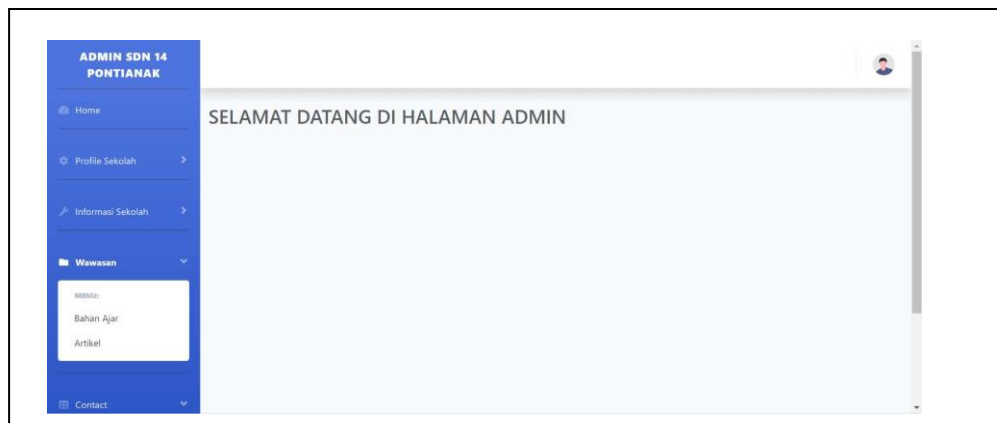 ADMIN SDN 14
PONTIANAK
Home
SELAMAT DATANG DI HALAMAN ADMIN
Profile Sekolah
Informasi Sekolah
Wawasan
MENU:
Bahan Ajar
Artikel
Contact